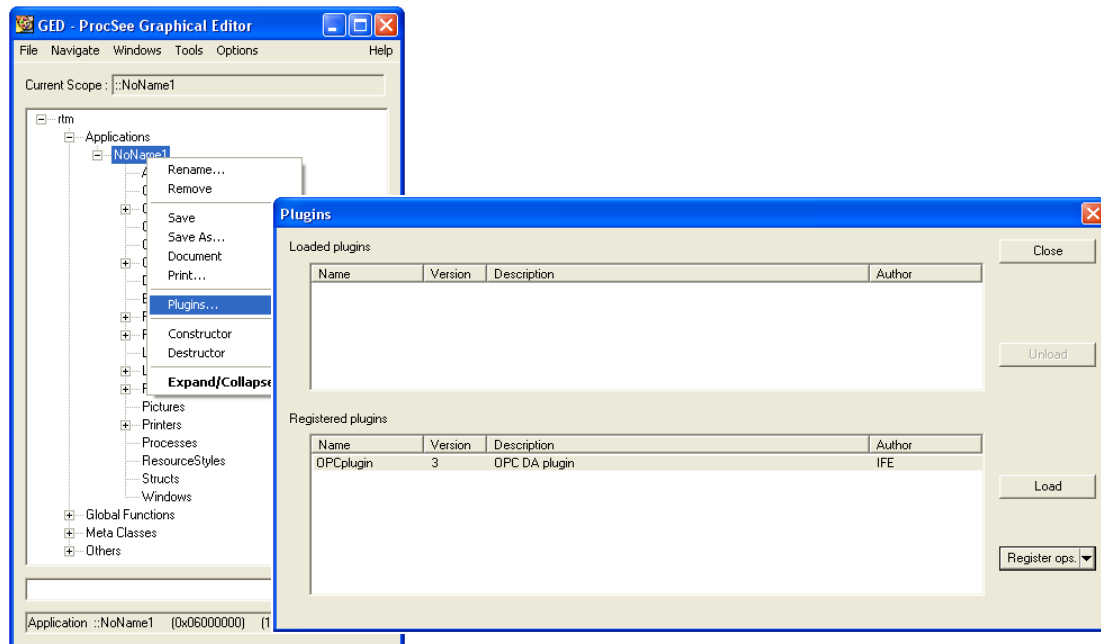 GED - ProcSee Graphical Editor
File Navigate Windows Tools Options Help
Current Scope : ::NoName1
rtm
Applications
NoName1
Rename...
Remove
Save
Save As...
Document
Print...
Plugins...
Constructor
Destructor
Expand/Collapse
Pictures
Printers
Processes
ResourceStyles
Structs
Windows
Global Functions
Meta Classes
Others
Application ::NoName1 (0x06000000) (1
Plugins
Loaded plugins
Close
Name Version Description Author
Unload
Registered plugins
Name Version Description Author
OPCplugin 3 OPC DA plugin IFE
Load
Register ops.